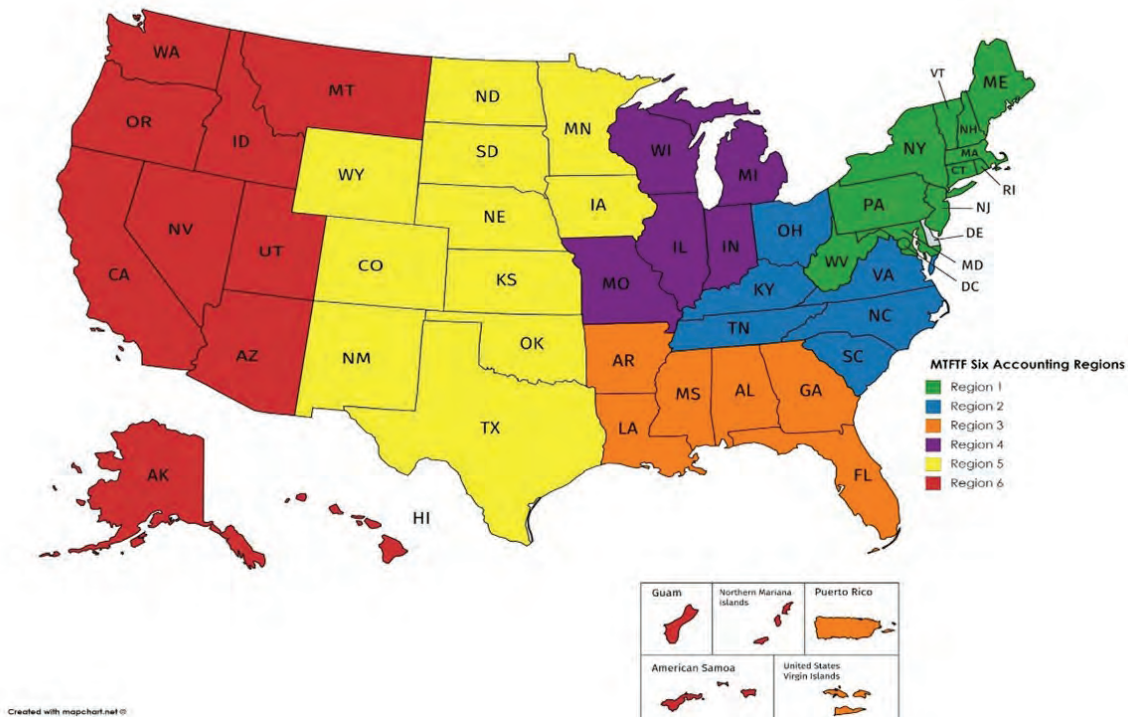 WA
MT
ND
MN
VT
ME
OR
ID
SD
WI
MI
NY
NH
MA
CT
RI
WY
IA
PA
NJ
NE
NV
UT
CO
IL
IN
OH
DE
WV
MD
DC
CA
KS
MO
KY
VA
AZ
NM
OK
TN
NC
AR
SC
MS
AL
GA
TX
LA
FL
MTFTF Six Accounting Regions
Region 1
Region 2
Region 3
Region 4
Region 5
Region 6
AK
HI
Guam
Northern Mariana
Islands
Puerto Rico
American Samoa
United States
Virgin Islands
Created with mapchart.net ©